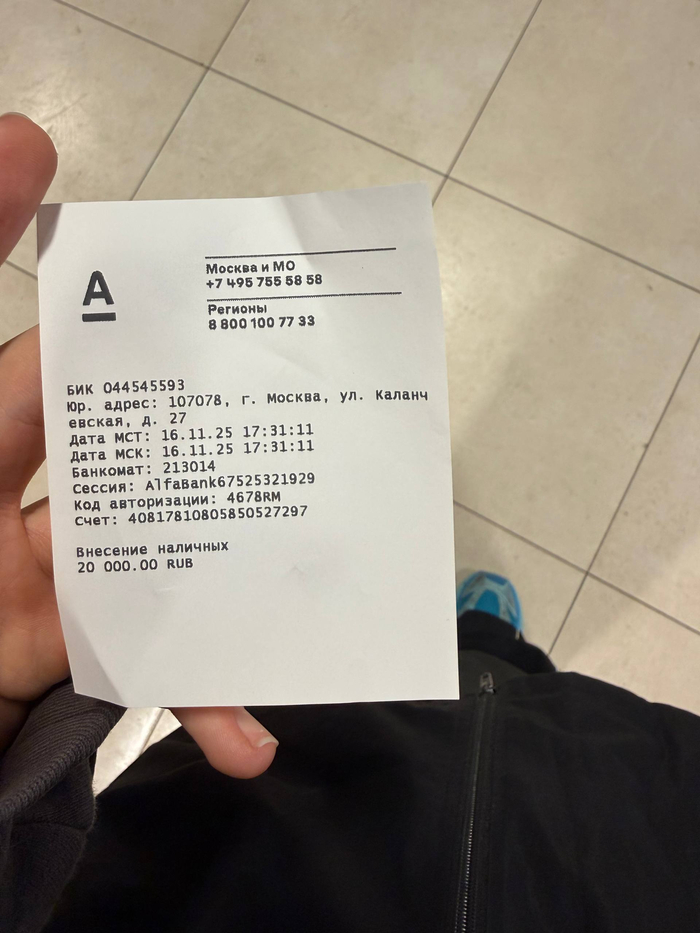 А
Москва и МО
+7 495 755 58 58
Регионы
8 800 100 77 33
БИК 044545593
Юр. адрес: 107078, г. Москва, ул. Каланч
евская, д. 27
Дата МСТ: 16.11.25 17:31:11
Дата МСК: 16.11.25 17:31:11
Банкомат: 213014
Сессия: AlfaBank67525321929
Код авторизации: 4678RM
Счет: 40817810805850527297
Внесение наличных
20 000.00 RUB